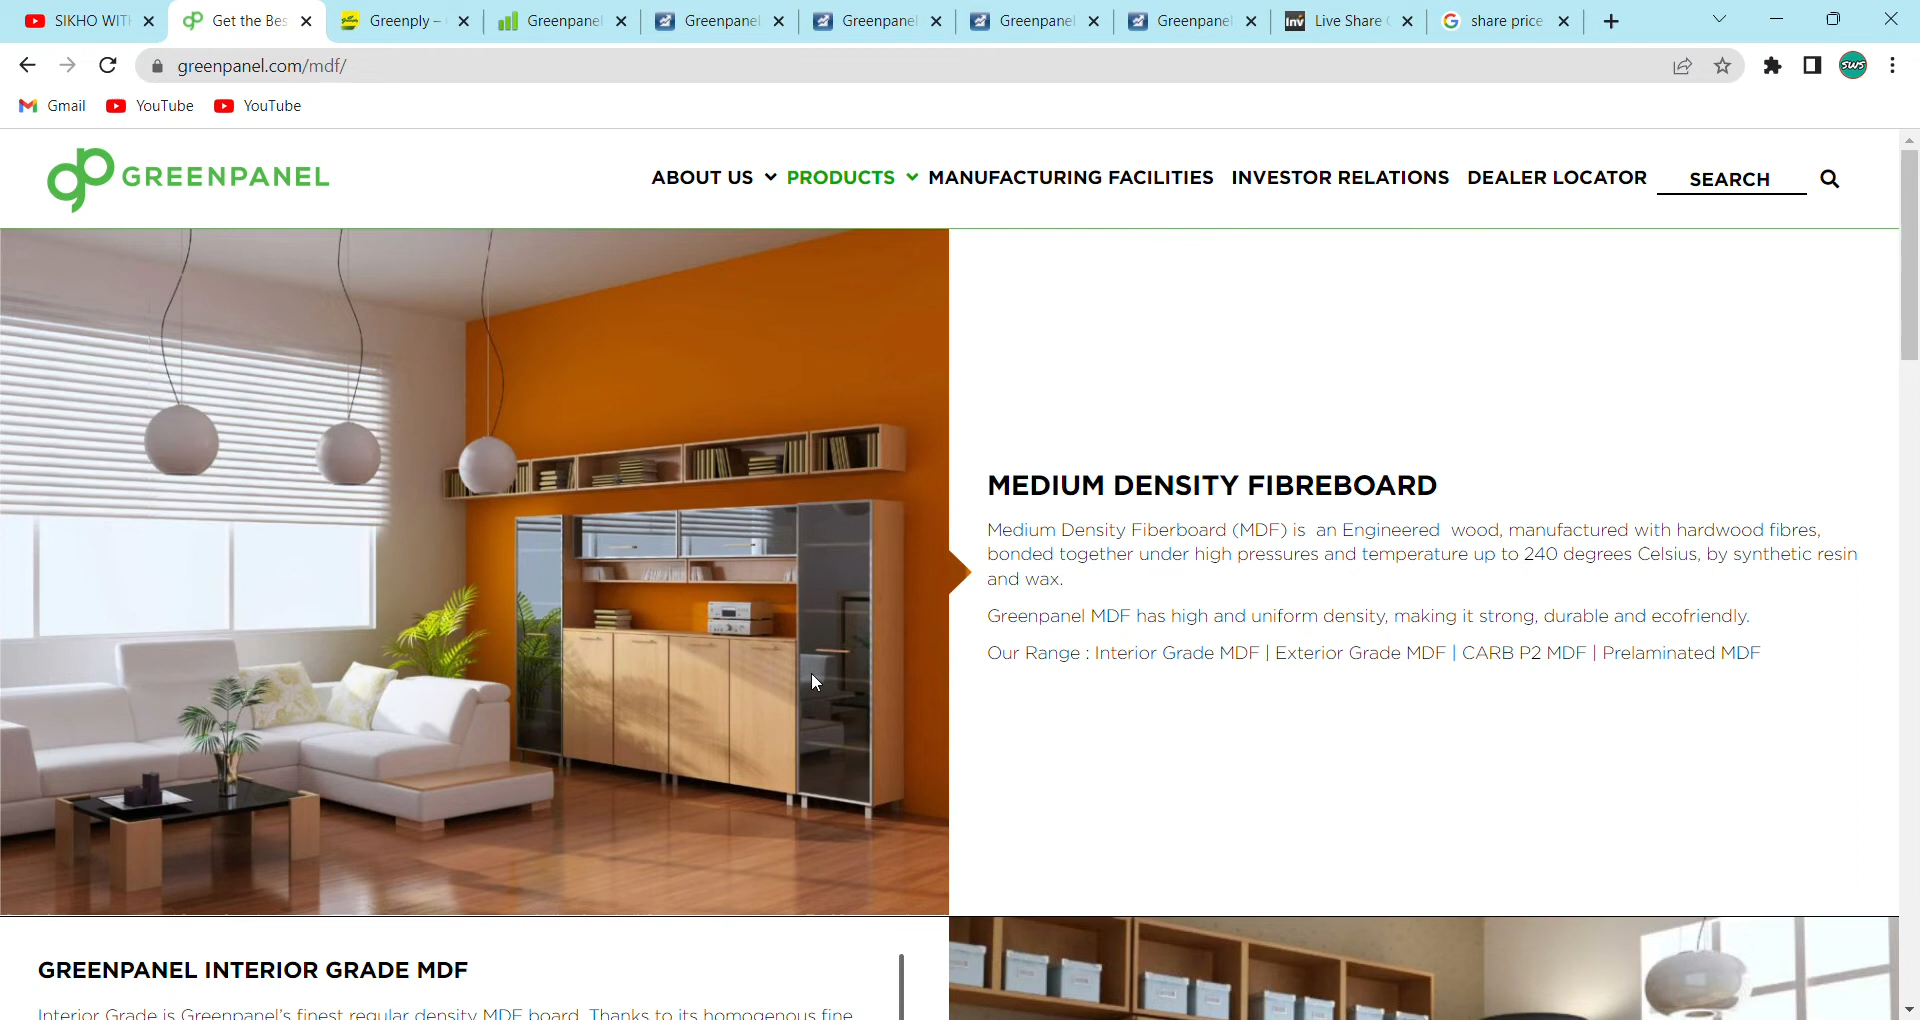 SIKHO WITH
Get the Bes
Greenply –
Greenpanel
Greenpanel
Greenpanel
Greenpanel
Greenpanel
Inv Live Share
share price
greenpanel.com/mdf/
sws
Gmail YouTube YouTube
GREENPANEL
ABOUT US PRODUCTS MANUFACTURING FACILITIES INVESTOR RELATIONS DEALER LOCATOR SEARCH
MEDIUM DENSITY FIBREBOARD
Medium Density Fiberboard (MDF) is an Engineered wood, manufactured with hardwood fibres,
bonded together under high pressures and temperature up to 240 degrees Celsius, by synthetic resin
and wax.
Greenpanel MDF has high and uniform density, making it strong, durable and ecofriendly.
Our Range : Interior Grade MDF | Exterior Grade MDF | CARB P2 MDF | Prelaminated MDF
GREENPANEL INTERIOR GRADE MDF
Interior Grade is Greenpanel's finest regular density MDF board. Thanks to its homogenous fine